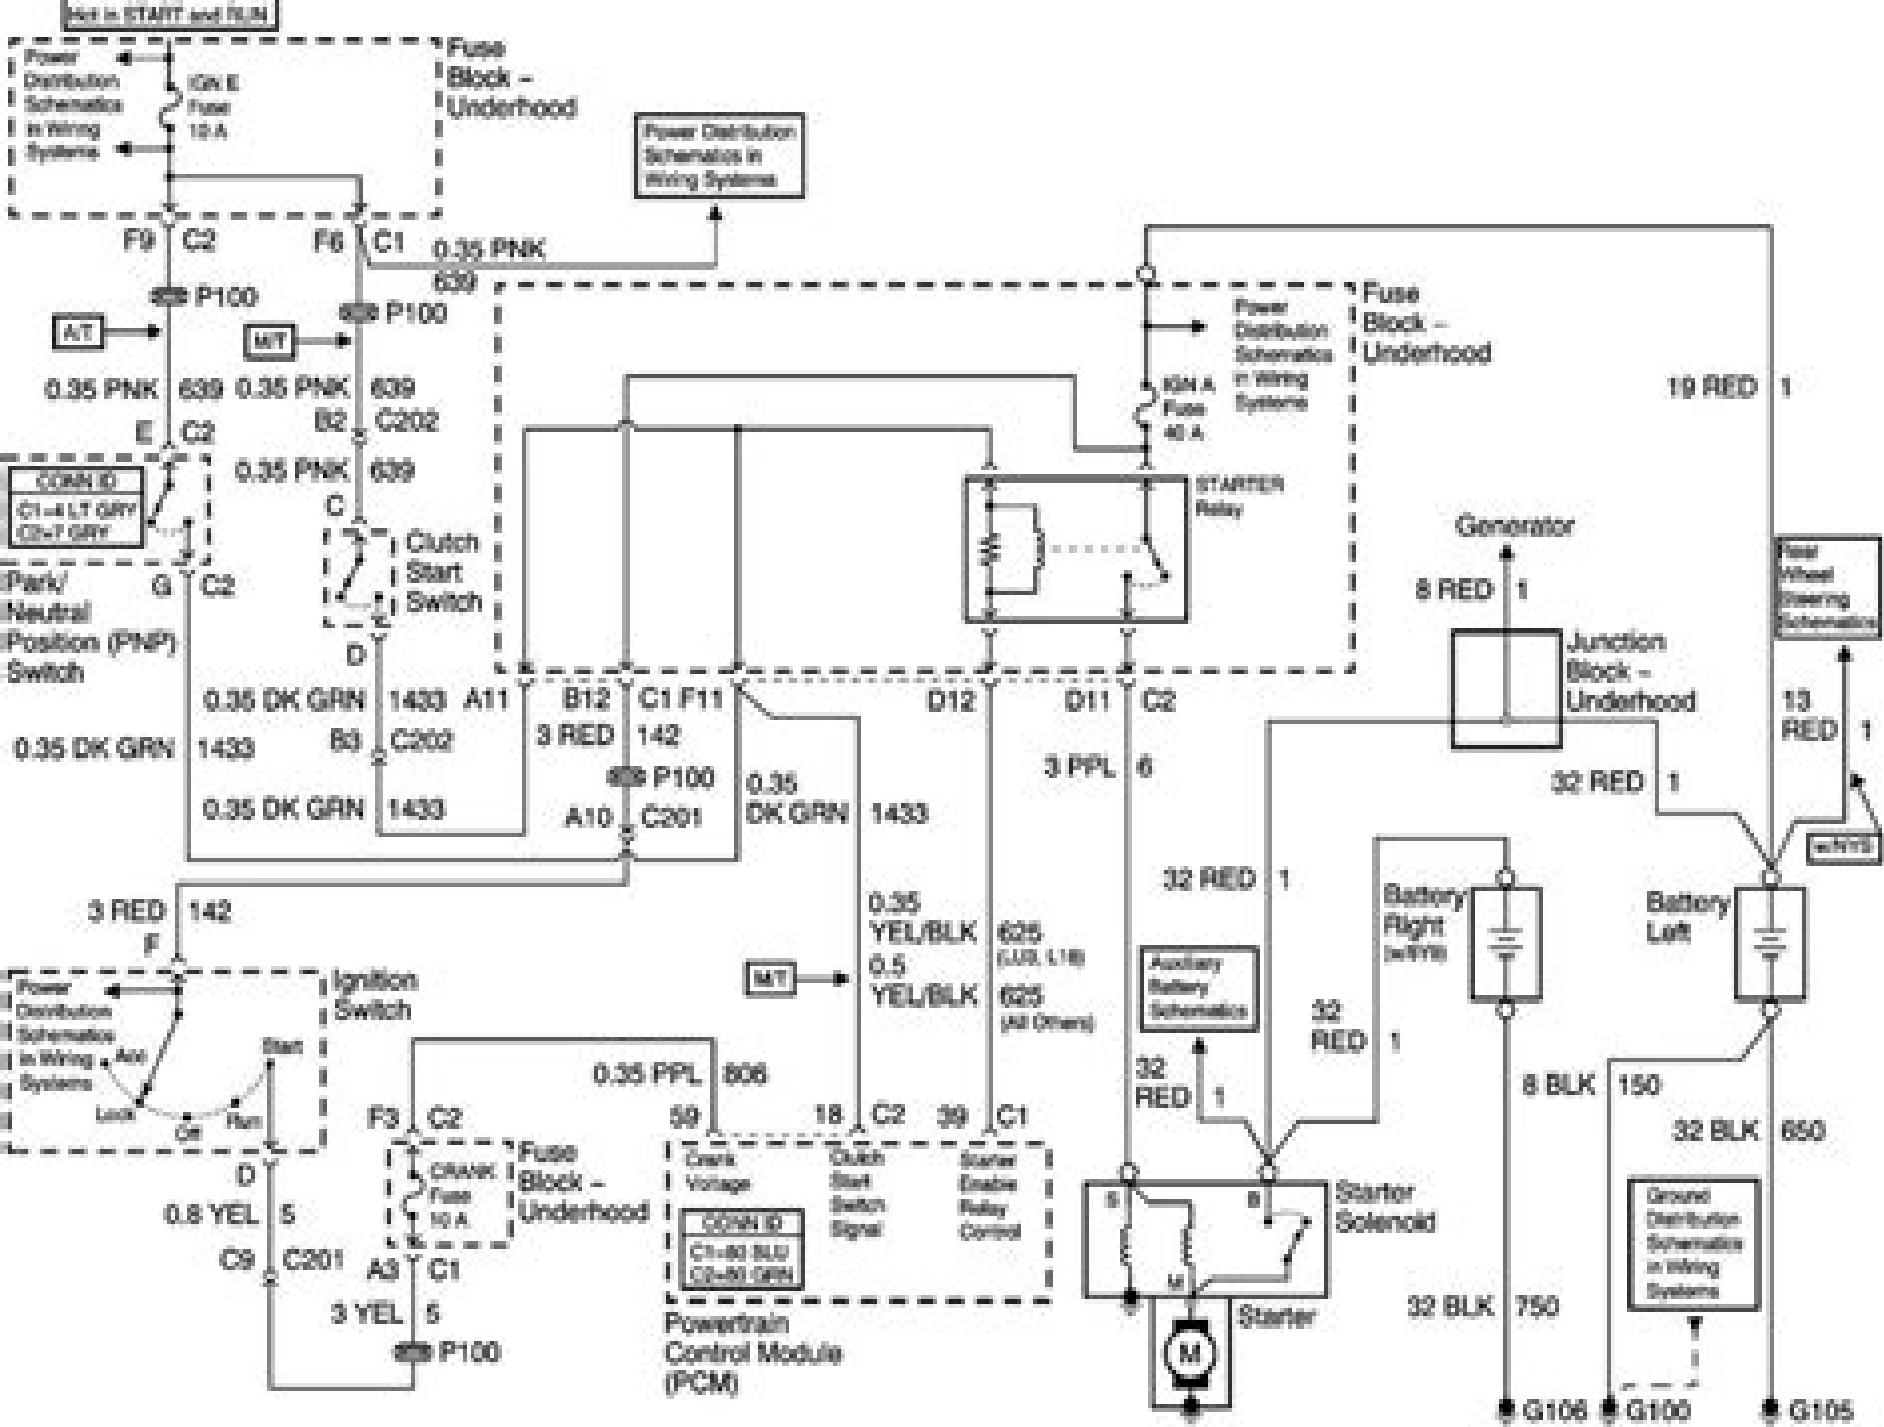 Hot in START and RUN
Power
Distribution
Schematics
in Wiring
Systems
IGN E
Fuse
10 A
Fuse
Block –
Underhood
Power Distribution
Schematics in
Wiring Systems
F9 C2
F6 C1
0.35 PNK
639
P100
P100
A/T
M/T
0.35 PNK 639
0.35 PNK 639
E C2
B2 C202
0.35 PNK 639
CONN ID
C1=4 LT GRY
C2=7 GRY
C
Clutch
Start
Switch
G C2
Park/
Neutral
Position (PNP)
Switch
D
Power
Distribution
Schematics
in Wiring
Systems
IGN A
Fuse
40 A
Fuse
Block –
Underhood
STARTER
Relay
19 RED 1
Generator
8 RED 1
Rear
Wheel
Steering
Schematics
Junction
Block –
Underhood
0.35 DK GRN 1433
A11
B12 C1
F11
D12
D11 C2
13
RED 1
0.35 DK GRN 1433
B3 C202
3 RED 142
P100
3 PPL 6
32 RED 1
0.35 DK GRN 1433
A10 C201
0.35
DK GRN 1433
w/NYS
3 RED 142
F
32 RED 1
0.35
YEL/BLK 625
(LU3, L18)
0.5
YEL/BLK 625
(All Others)
Battery
Right
Battery
Left
M/T
Auxiliary
Battery
Schematics
Power
Distribution
Schematics
in Wiring
Systems
Ignition
Switch
Acc
Lock
Off
Run
Start
32
RED 1
0.35 PPL 806
32
RED 1
8 BLK 150
F3 C2
59
18 C2
39 C1
32 BLK 650
D
CRANK
Fuse
10 A
Fuse
Block –
Underhood
Crank
Voltage
Clutch
Start
Switch
Signal
Starter
Enable
Relay
Control
S
B
M
Starter
Solenoid
Ground
Distribution
Schematics
in Wiring
Systems
0.8 YEL 5
C9 C201
A3 C1
CONN ID
C1=80 BLU
C2=80 GRN
3 YEL 5
P100
Powertrain
Control Module
(PCM)
Starter
M
32 BLK 750
G106
G100
G105